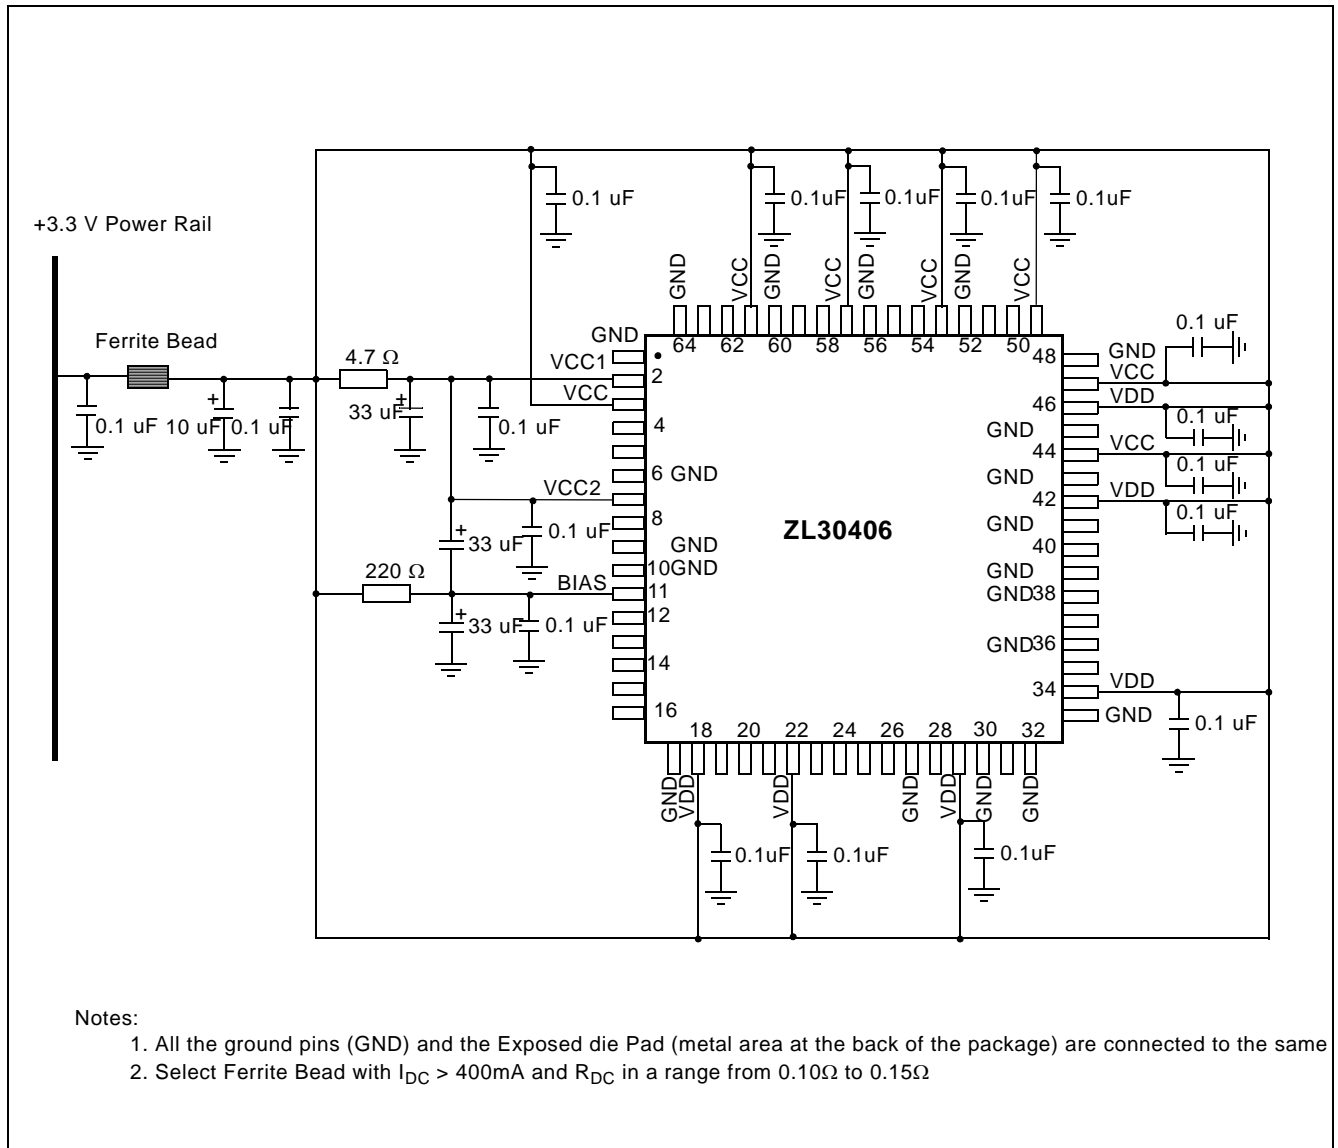 0.1 uF
0.1uF
0.1uF
0.1uF
0.1uF
+3.3 V Power Rail
GND
VCC
GND
VCC
GND
VCC
GND
VCC
Ferrite Bead
4.7 Ω
GND
VCC1
VCC
64 62 60 58 56 54 52 50
48
GND
VCC
VDD
0.1 uF
2
46
+
0.1 uF
10 uF
0.1 uF
+
33 uF
0.1 uF
4
GND
44
VCC
0.1 uF
6 GND
GND
42
VDD
0.1 uF
VCC2
8
ZL30406
GND
40
0.1 uF
+
33 uF
0.1 uF
GND
10 GND
GND
GND 38
220 Ω
BIAS
11
12
+
33 uF
0.1 uF
GND 36
14
34
VDD
16
GND
0.1 uF
18 20 22 24 26 28 30 32
GND
VDD
VDD
GND
VDD
GND
GND
0.1uF
0.1uF
0.1uF
Notes:
1. All the ground pins (GND) and the Exposed die Pad (metal area at the back of the package) are connected to the same
2. Select Ferrite Bead with IDC > 400mA and RDC in a range from 0.10Ω to 0.15Ω